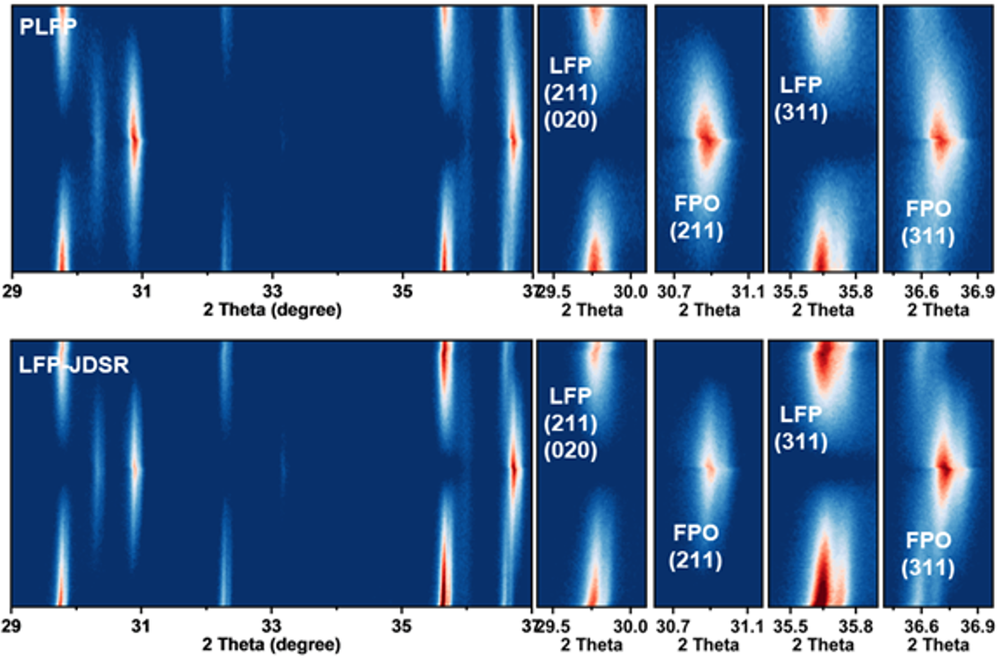 PLFP
LFP
(211)
(020)
FPO
(211)
LFP
(311)
FPO
(311)
29 31 33 35 37
2 Theta (degree)
29.5 30.0
2 Theta
30.7 31.1
2 Theta
35.5 35.8
2 Theta
36.6 36.9
2 Theta
LFP-JDSR
LFP
(211)
(020)
FPO
(211)
LFP
(311)
FPO
(311)
29 31 33 35 37
2 Theta (degree)
29.5 30.0
2 Theta
30.7 31.1
2 Theta
35.5 35.8
2 Theta
36.6 36.9
2 Theta